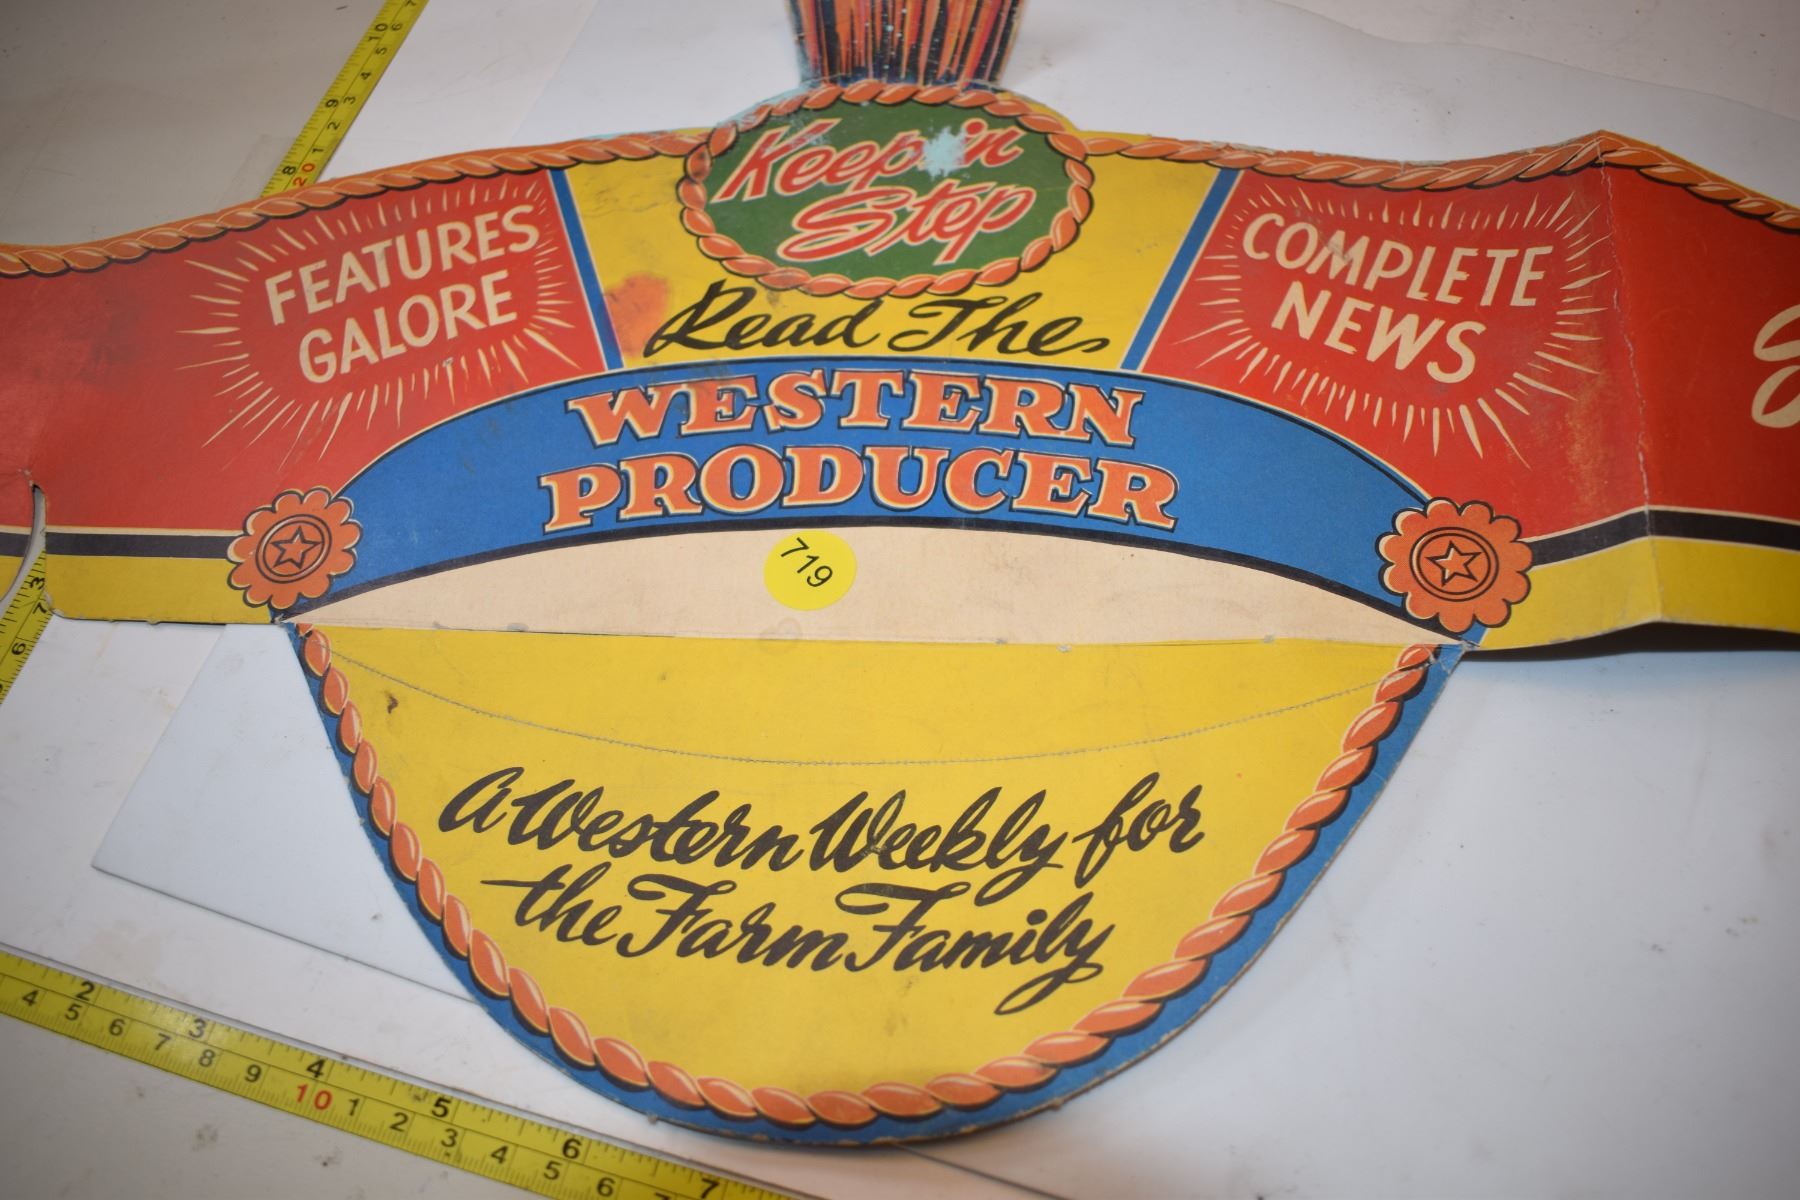 Keep in
Step
FEATURES
GALORE
Read The
COMPLETE
NEWS
WESTERN
PRODUCER
719
A Western Weekly for
the Farm Family